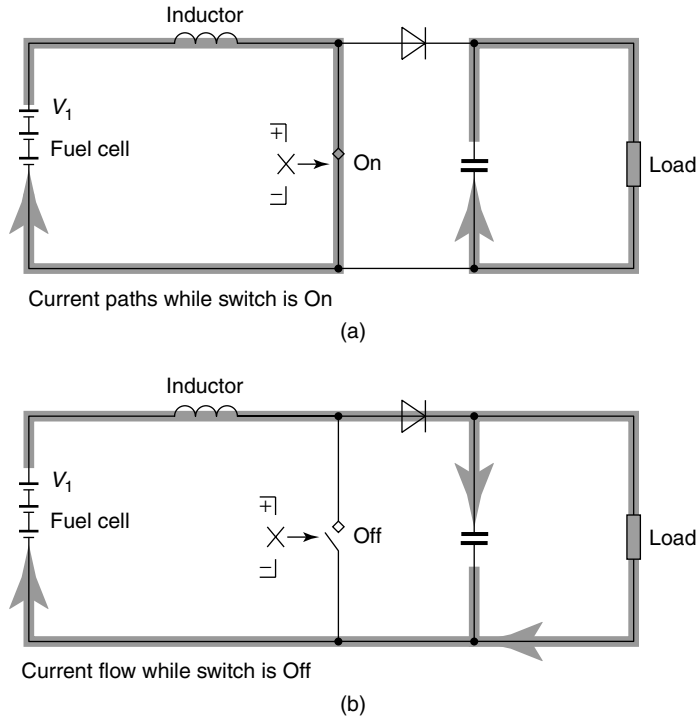 Inductor
V1
Fuel cell
+
On
−
Load
Current paths while switch is On
(a)
Inductor
V1
Fuel cell
+
Off
−
Load
Current flow while switch is Off
(b)